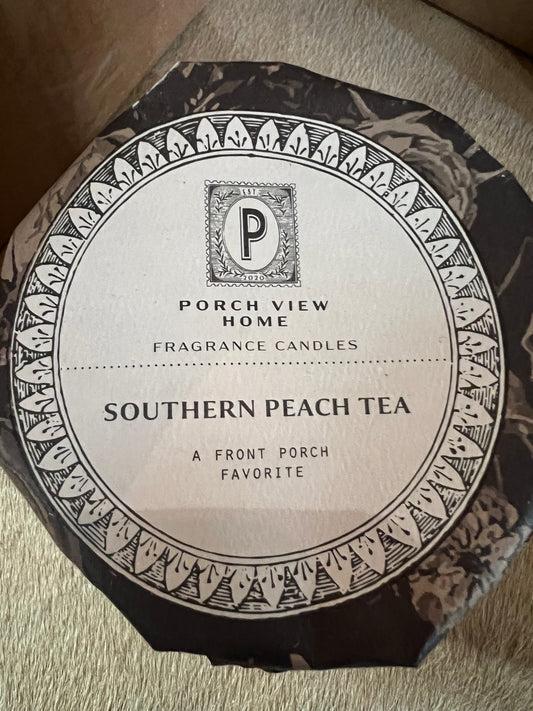 EST.
P
2020
PORCH VIEW
HOME
FRAGRANCE CANDLES
SOUTHERN PEACH TEA
A FRONT PORCH
FAVORITE